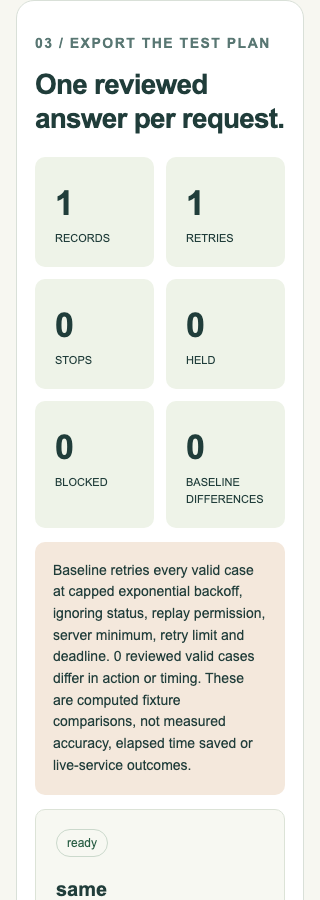 03 / EXPORT THE TEST PLAN
One reviewed
answer per request.
1
RECORDS
1
RETRIES
0
STOPS
0
HELD
0
BLOCKED
0
BASELINE
DIFFERENCES
Baseline retries every valid case
at capped exponential backoff,
ignoring status, replay permission,
server minimum, retry limit and
deadline. 0 reviewed valid cases
differ in action or timing. These
are computed fixture
comparisons, not measured
accuracy, elapsed time saved or
live-service outcomes.
ready
same